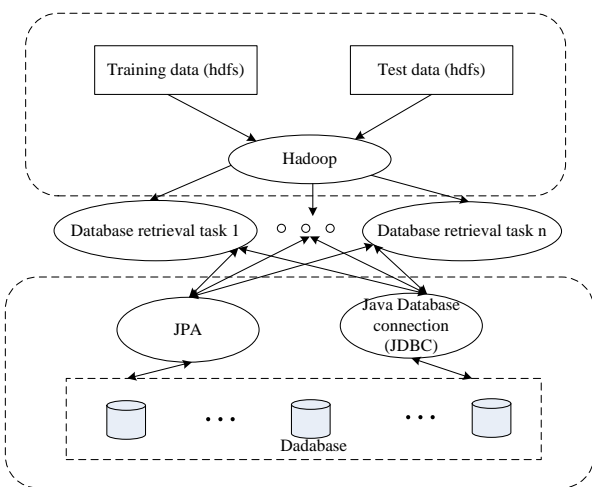 Training data (hdfs)
Test data (hdfs)
Hadoop
Database retrieval task 1
Database retrieval task n
JPA
Java Database
connection
(JDBC)
Dadabase